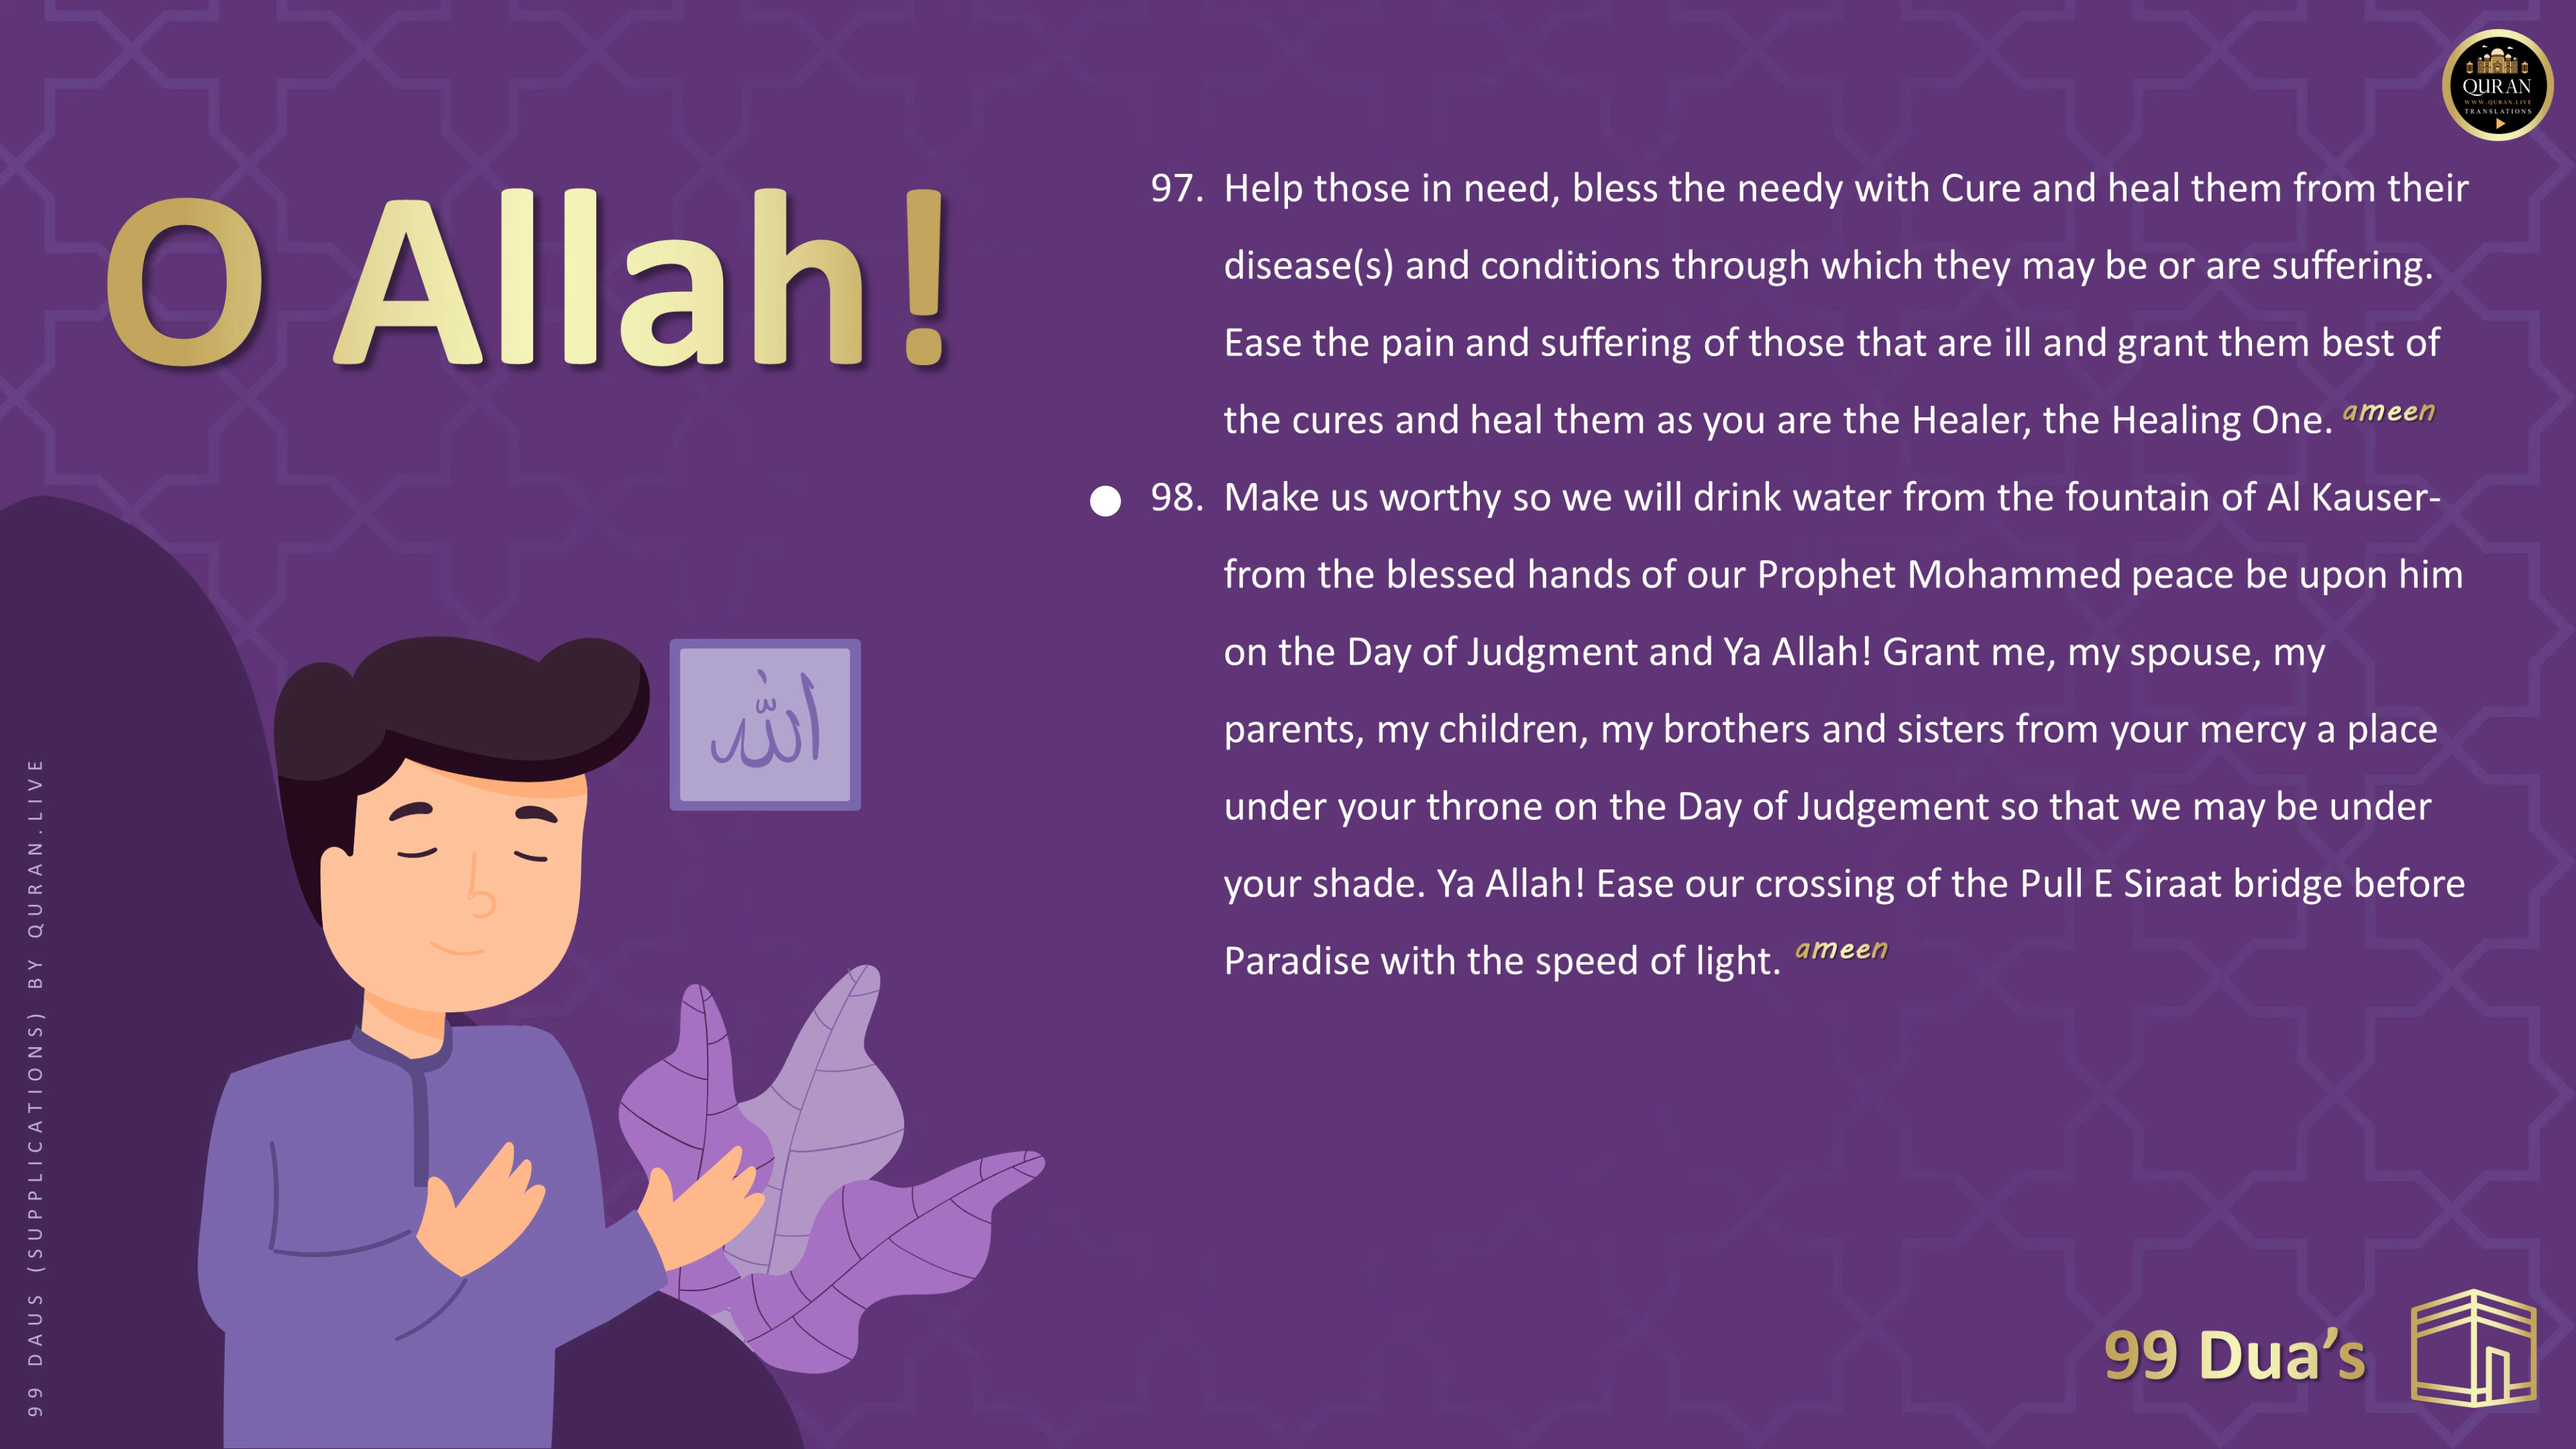 QURAN
WWW.QURAN.LIVE
TRANSLATIONS
O Allah!
97. Help those in need, bless the needy with Cure and heal them from their
disease(s) and conditions through which they may be or are suffering.
Ease the pain and suffering of those that are ill and grant them best of
the cures and heal them as you are the Healer, the Healing One. ameen
98. Make us worthy so we will drink water from the fountain of Al Kauser-
from the blessed hands of our Prophet Mohammed peace be upon him
on the Day of Judgment and Ya Allah! Grant me, my spouse, my
parents, my children, my brothers and sisters from your mercy a place
under your throne on the Day of Judgement so that we may be under
your shade. Ya Allah! Ease our crossing of the Pull E Siraat bridge before
Paradise with the speed of light. ameen
الله
99 DAUS (SUPPLICATIONS) BY QURAN.LIVE
99 Dua’s